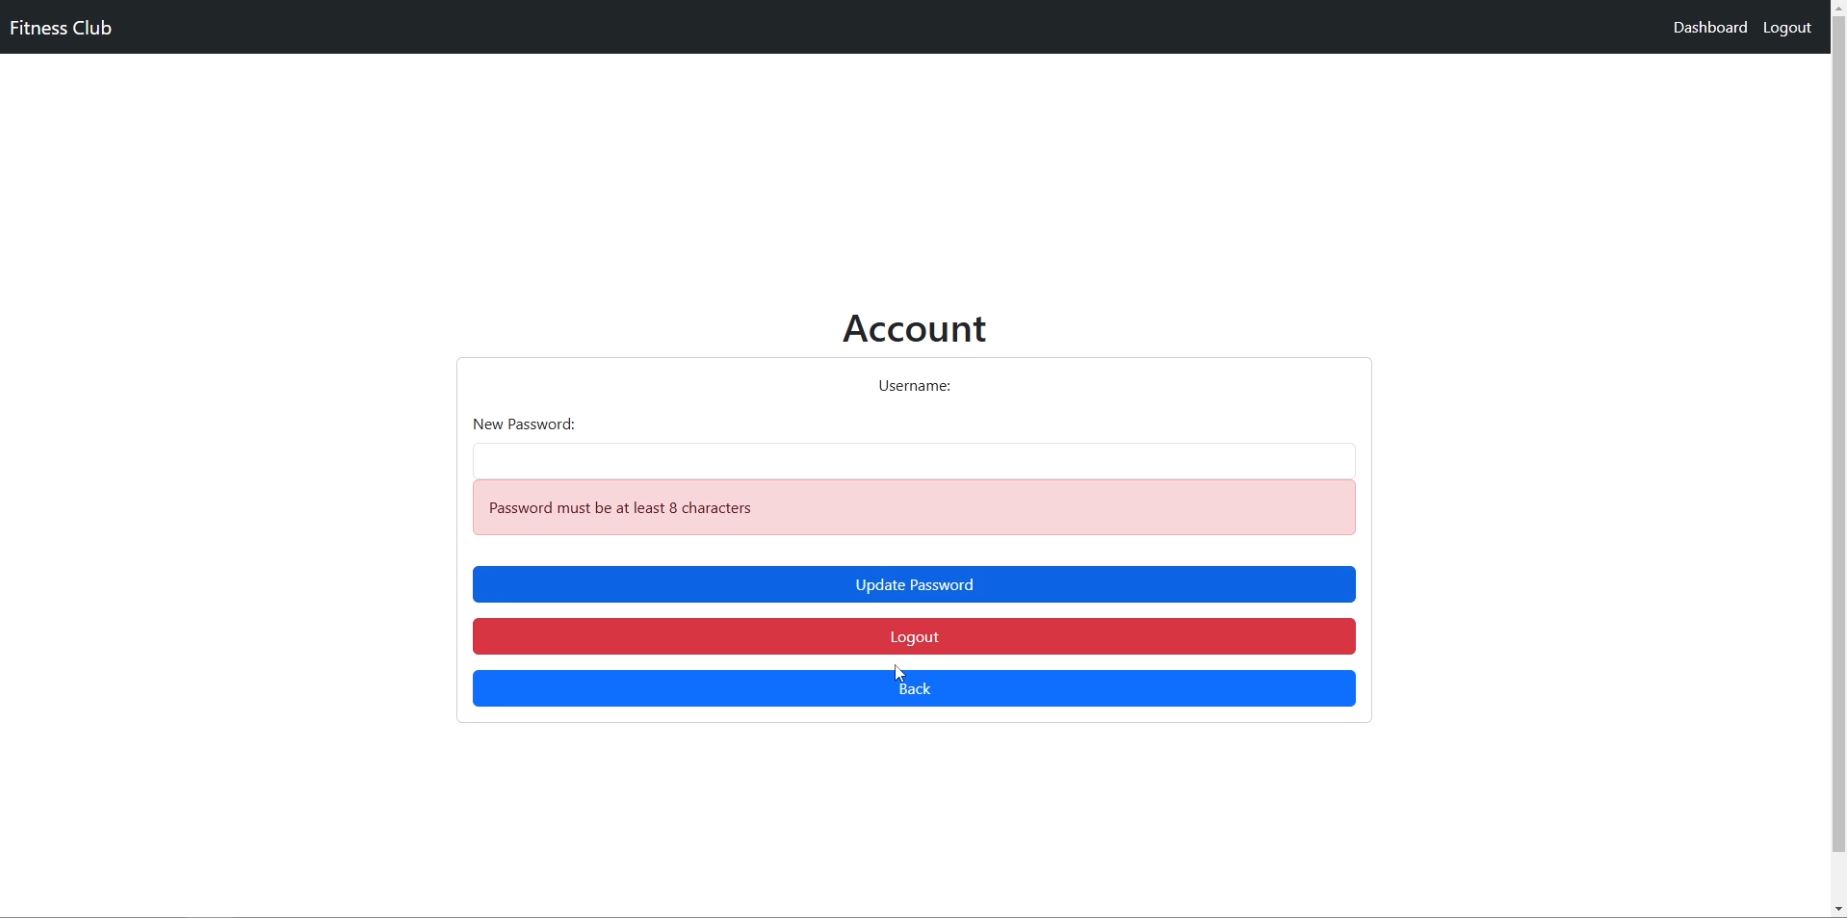 Fitness Club
Dashboard Logout
Account
Username:
New Password:
Password must be at least 8 characters
Update Password
Logout
Back